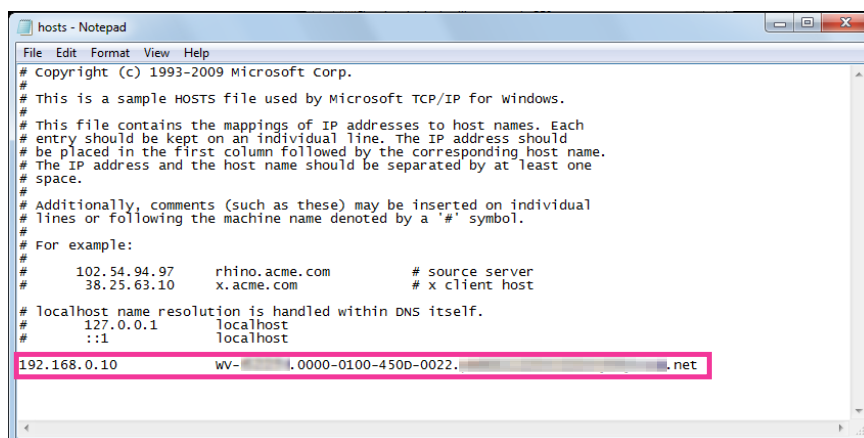 hosts - Notepad
File Edit Format View Help
# Copyright (c) 1993-2009 Microsoft Corp.
#
# This is a sample HOSTS file used by Microsoft TCP/IP for Windows.
#
# This file contains the mappings of IP addresses to host names. Each
# entry should be kept on an individual line. The IP address should
# be placed in the first column followed by the corresponding host name.
# The IP address and the host name should be separated by at least one
# space.
#
# Additionally, comments (such as these) may be inserted on individual
# lines or following the machine name denoted by a '#' symbol.
#
# For example:
#
#      102.54.94.97     rhino.acme.com          # source server
#       38.25.63.10     x.acme.com              # x client host

# localhost name resolution is handled within DNS itself.
#       127.0.0.1       localhost
#       ::1             localhost

192.168.0.10            WV- .0000-0100-450D-0022. .net